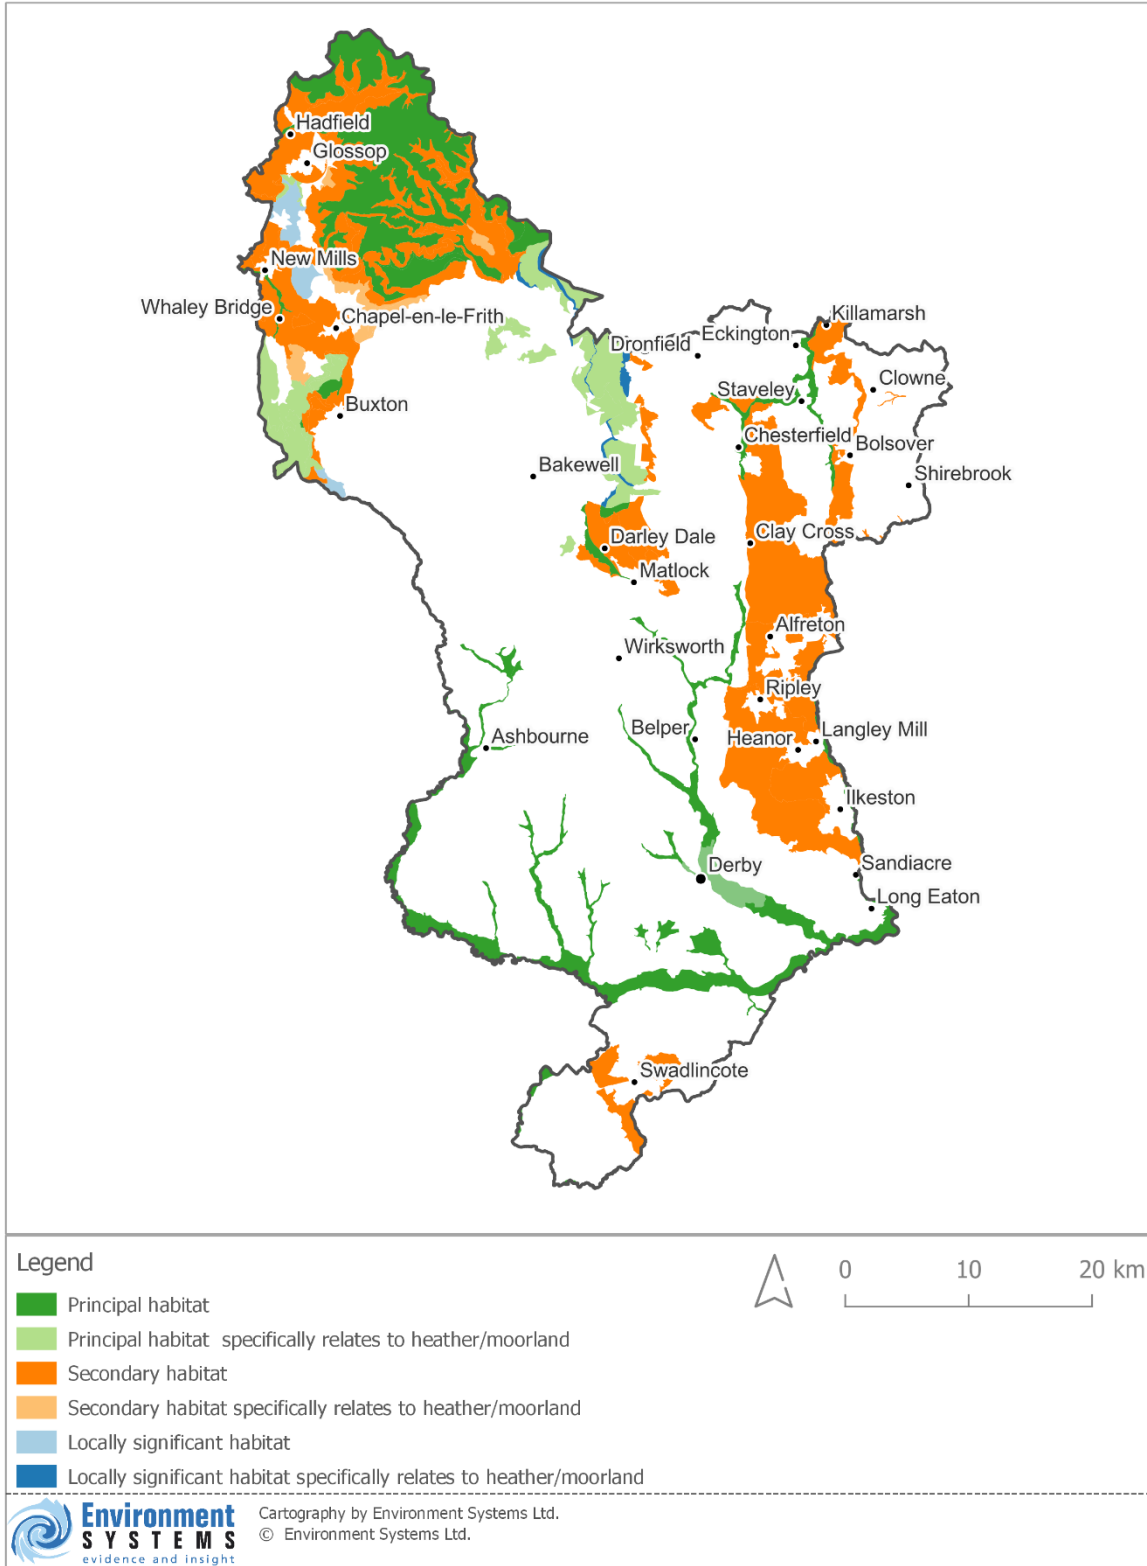 Hadfield
Glossop
New Mills
Whaley Bridge
Chapel-en-le-Frith
Killamarsh
Eckington
Dronfield
Clowne
Staveley
Buxton
Chesterfield
Bolsover
Bakewell
Shirebrook
Clay Cross
Darley Dale
Matlock
Alfreton
Wirksworth
Ripley
Belper
Langley Mill
Ashbourne
Heanor
Ilkeston
Sandiacre
Derby
Long Eaton
Swadlincote
Legend
0 10 20 km
Principal habitat
Principal habitat specifically relates to heather/moorland
Secondary habitat
Secondary habitat specifically relates to heather/moorland
Locally significant habitat
Locally significant habitat specifically relates to heather/moorland
Environment
SYSTEMS
evidence and insight
Cartography by Environment Systems Ltd.
© Environment Systems Ltd.